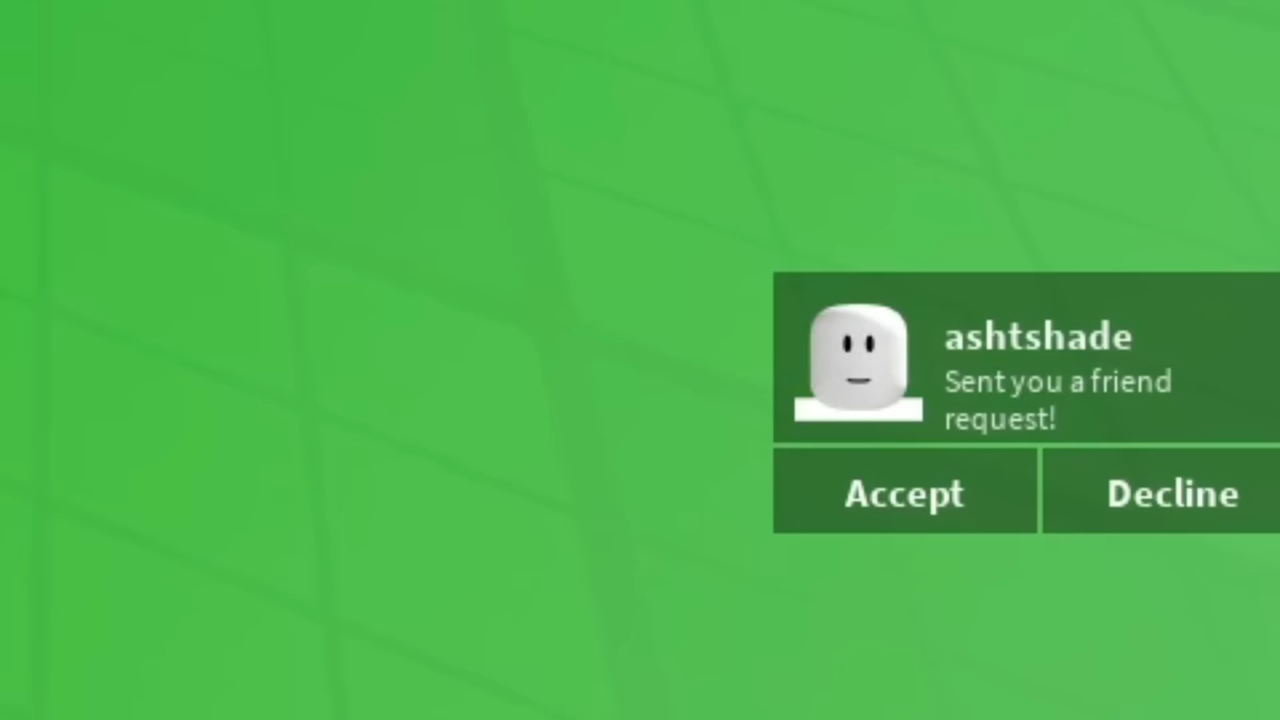 ashtshade
Sent you a friend
request!
Accept
Decline